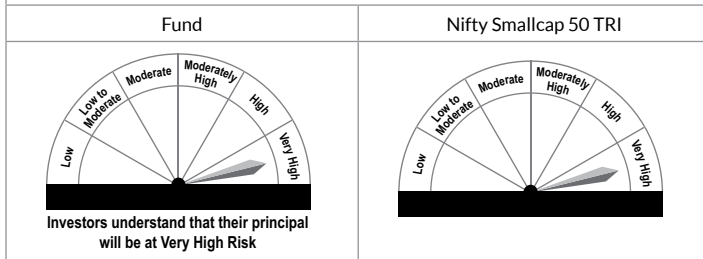 Fund
Nifty Smallcap 50 TRI
Low
Low to
Moderate
Moderate
Moderately
High
High
Very High
Low
Low to
Moderate
Moderate
Moderately
High
High
Very High
Investors understand that their principal
will be at Very High Risk